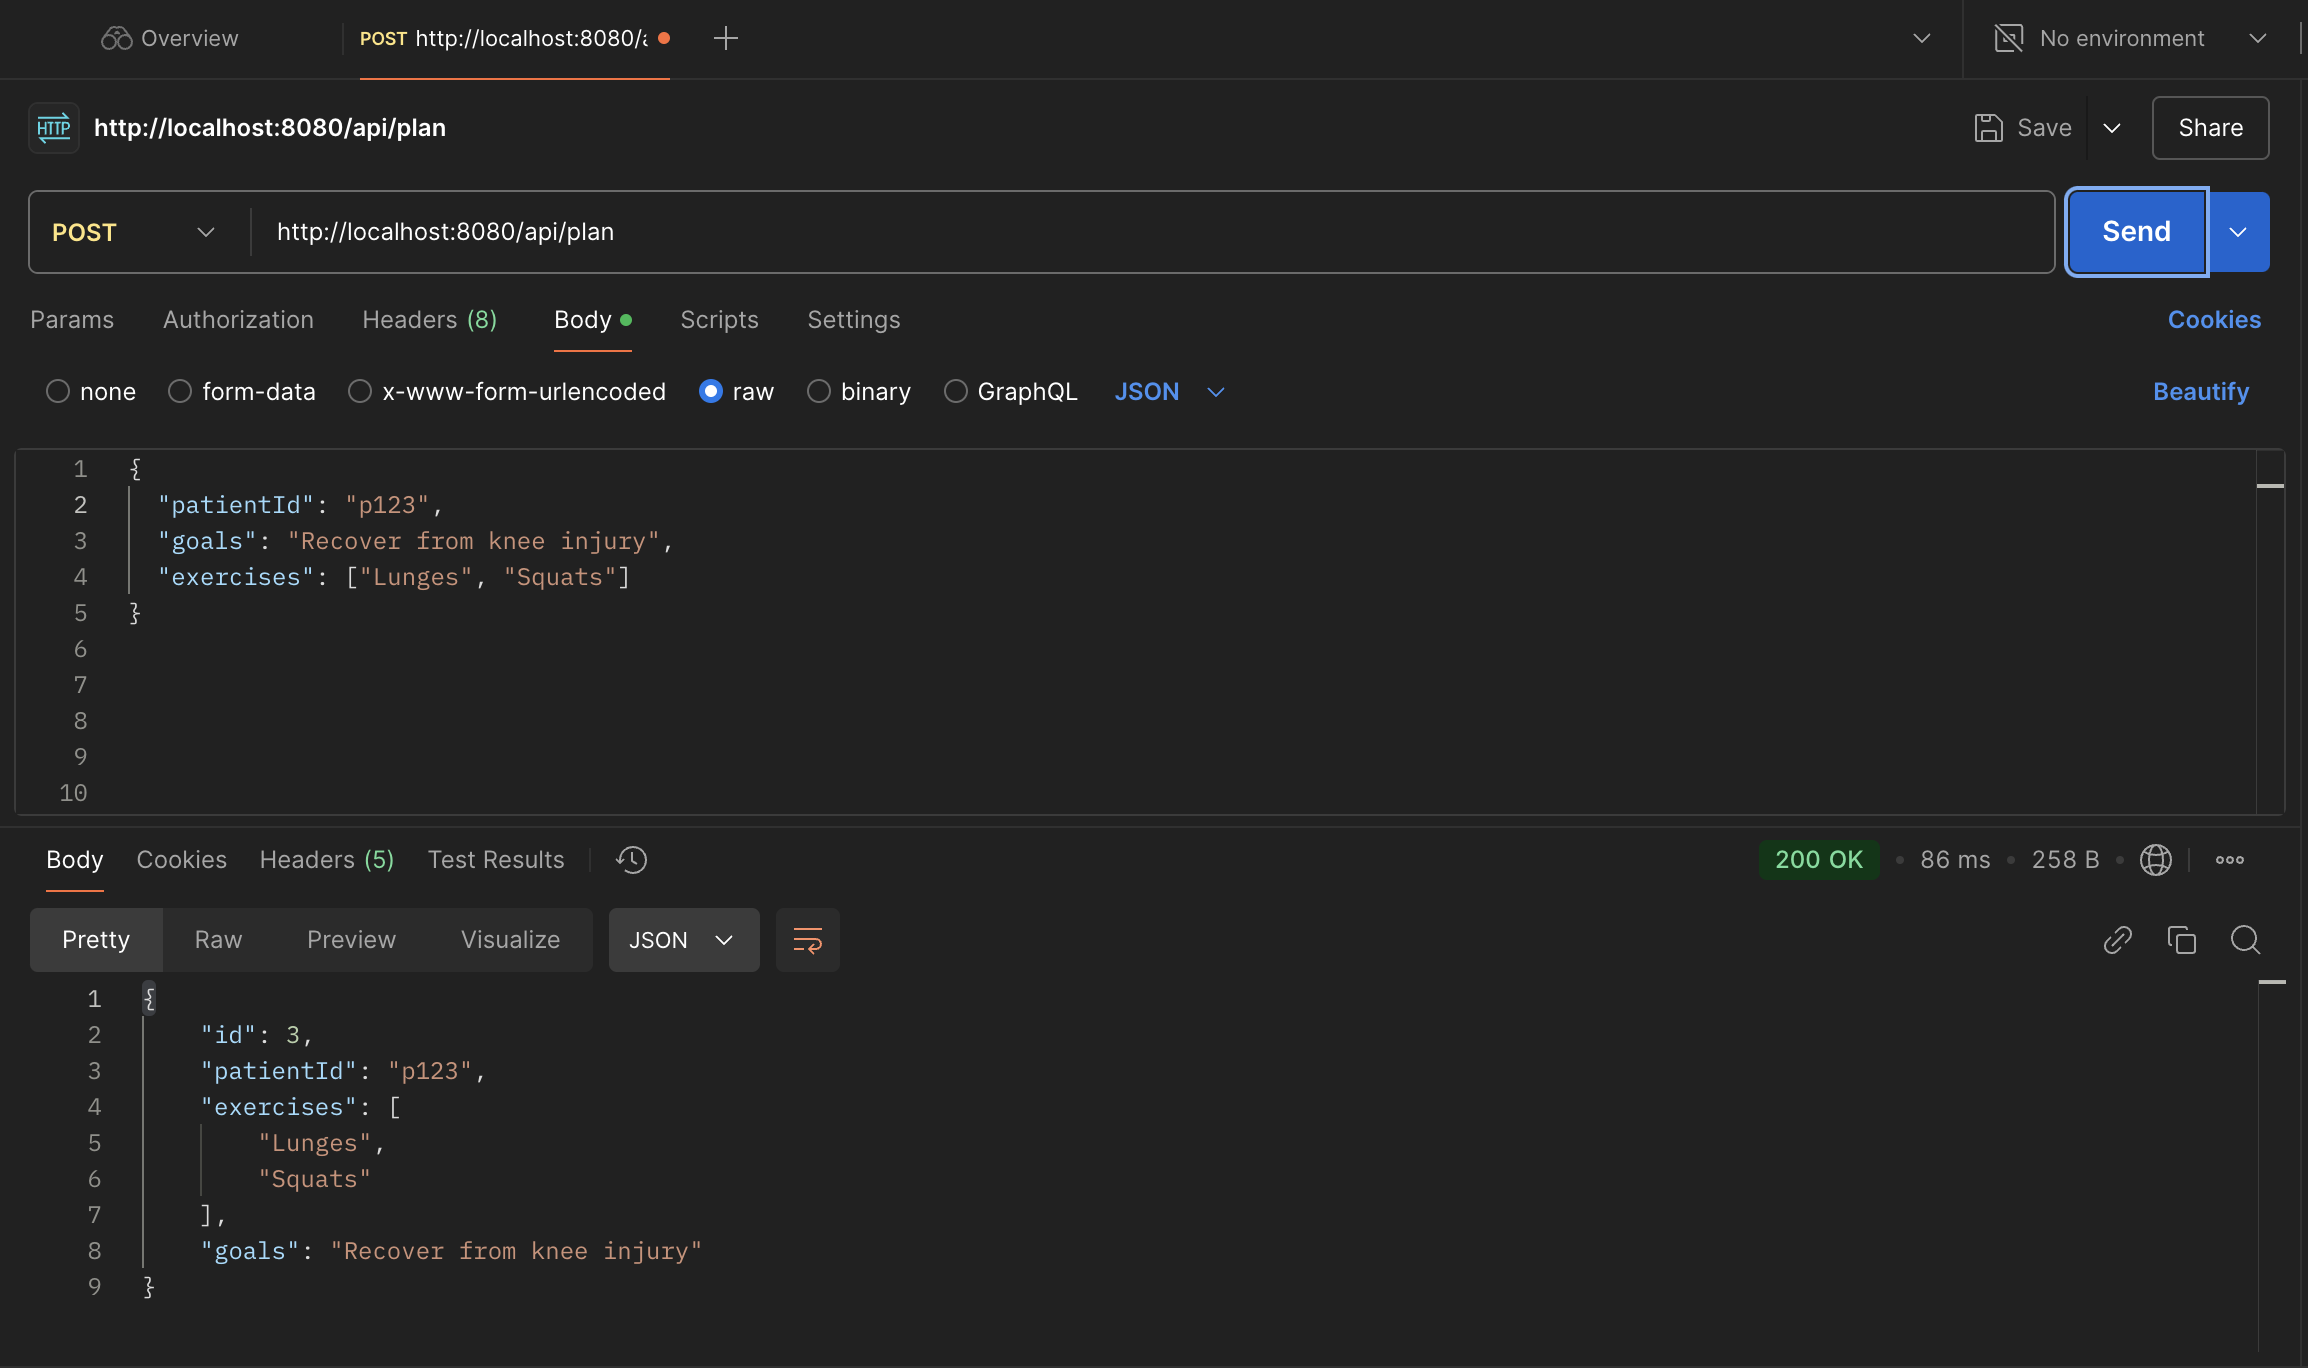 Overview
POST http://localhost:8080/a
No environment
HTTP http://localhost:8080/api/plan
Save
Share
POST http://localhost:8080/api/plan
Send
Params Authorization Headers (8) Body Scripts Settings Cookies
none form-data x-www-form-urlencoded raw binary GraphQL JSON Beautify
1 {
2 "patientId": "p123",
3 "goals": "Recover from knee injury",
4 "exercises": ["Lunges", "Squats"]
5 }
6
7
8
9
10
Body Cookies Headers (5) Test Results 200 OK • 86 ms • 258 B •
Pretty Raw Preview Visualize JSON
1 {
2 "id": 3,
3 "patientId": "p123",
4 "exercises": [
5 "Lunges",
6 "Squats"
7 ],
8 "goals": "Recover from knee injury"
9 }